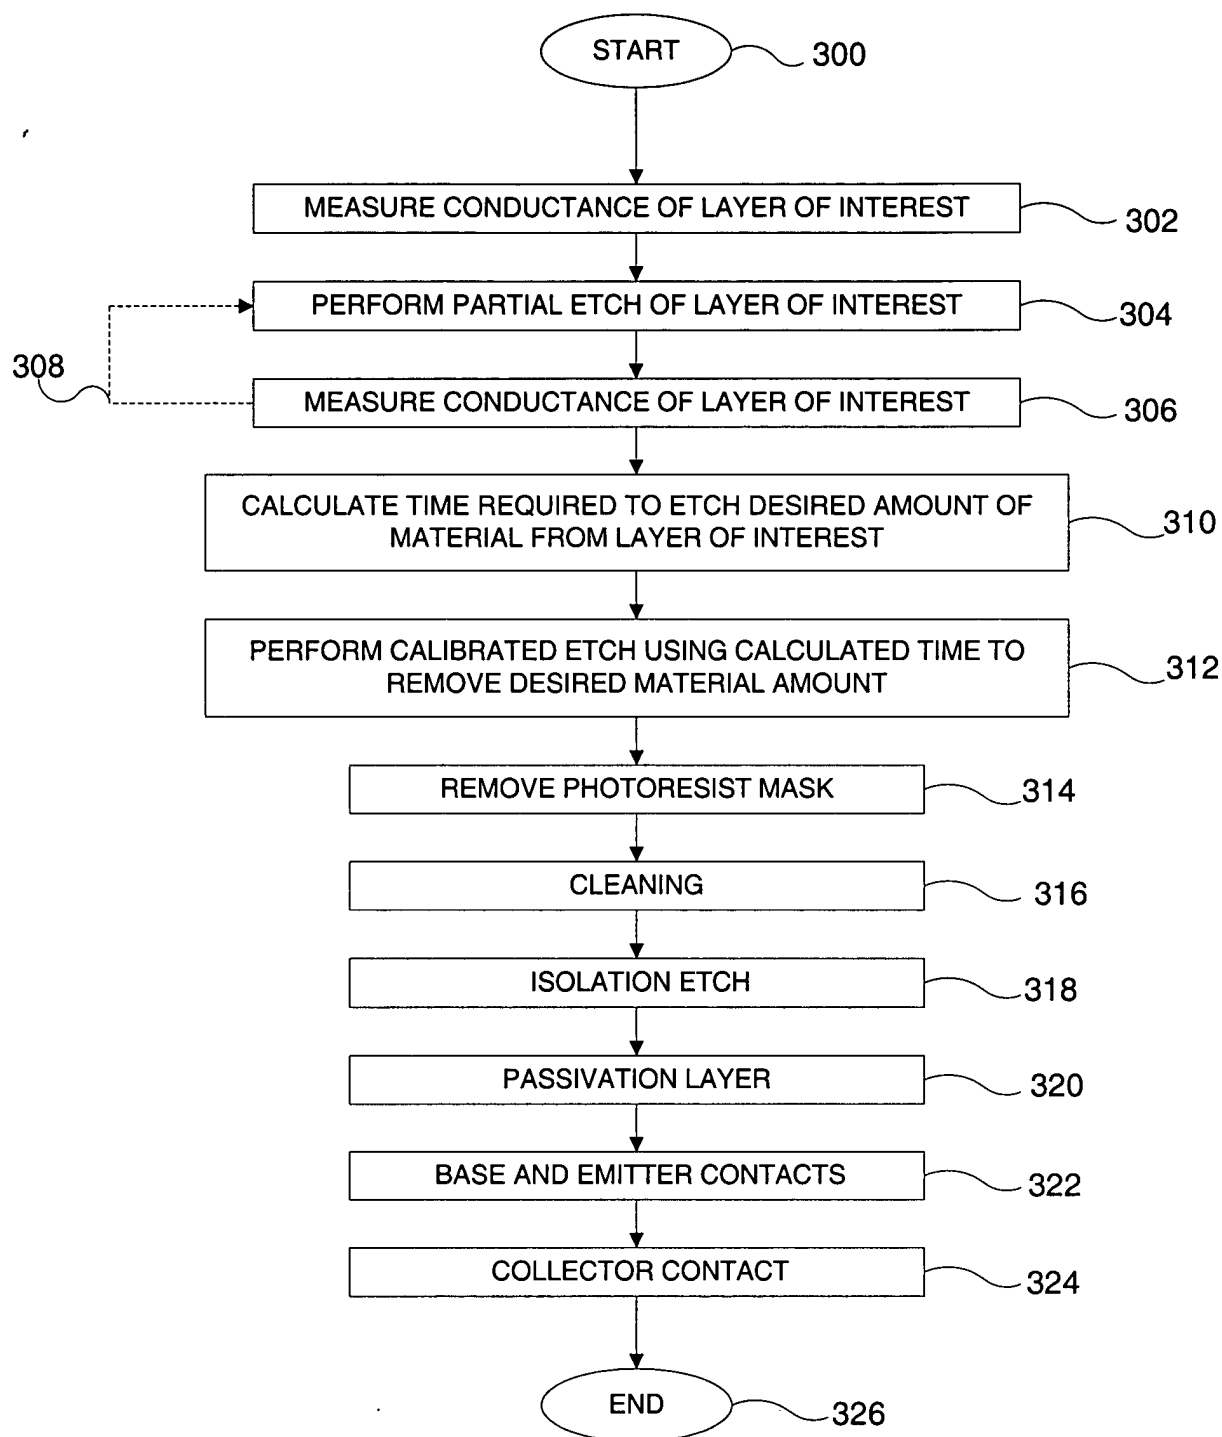 START
300
MEASURE CONDUCTANCE OF LAYER OF INTEREST
302
PERFORM PARTIAL ETCH OF LAYER OF INTEREST
304
308
MEASURE CONDUCTANCE OF LAYER OF INTEREST
306
CALCULATE TIME REQUIRED TO ETCH DESIRED AMOUNT OF
MATERIAL FROM LAYER OF INTEREST
310
PERFORM CALIBRATED ETCH USING CALCULATED TIME TO
REMOVE DESIRED MATERIAL AMOUNT
312
REMOVE PHOTORESIST MASK
314
CLEANING
316
ISOLATION ETCH
318
PASSIVATION LAYER
320
BASE AND EMITTER CONTACTS
322
COLLECTOR CONTACT
324
END
326